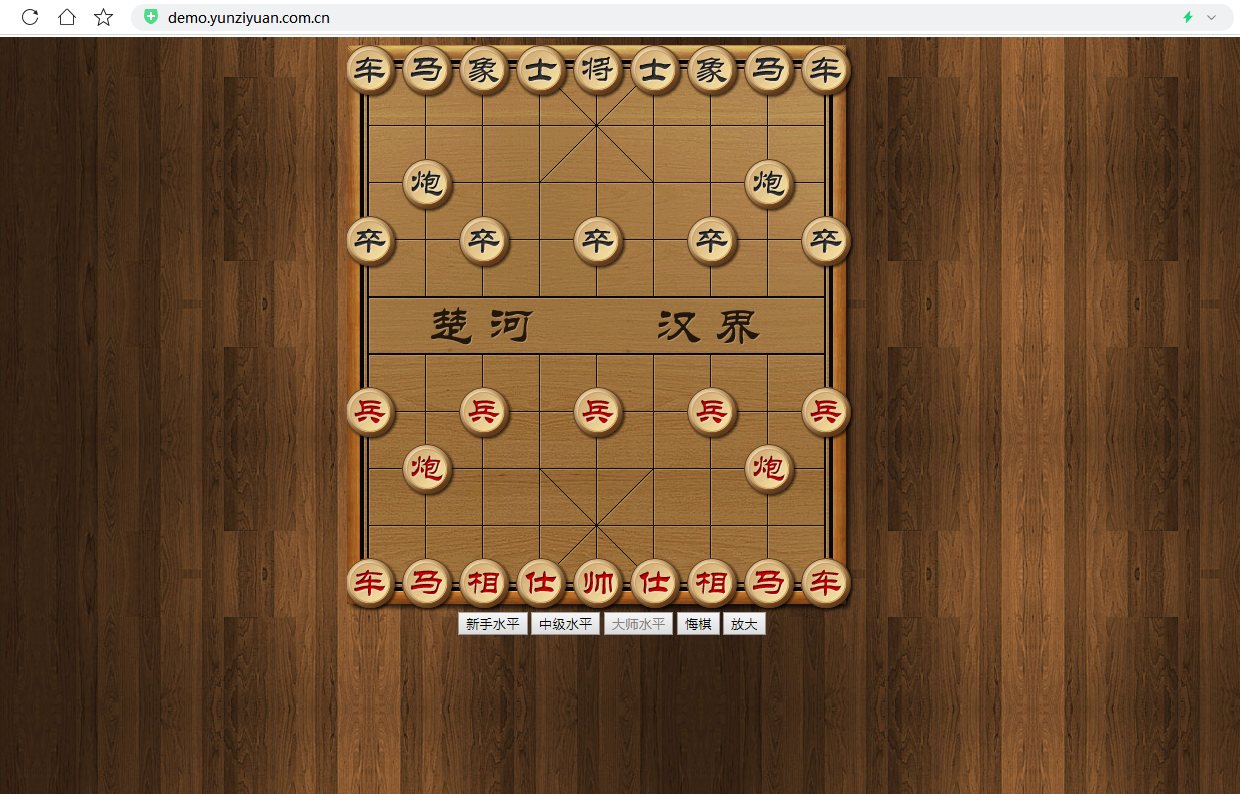 demo.yunziyuan.com.cn
车 马 象 士 将 士 象 马 车
炮 炮
卒 卒 卒 卒 卒
楚河 汉界
兵 兵 兵 兵 兵
炮 炮
车 马 相 仕 帅 仕 相 马 车
新手水平 中级水平 大师水平 悔棋 放大